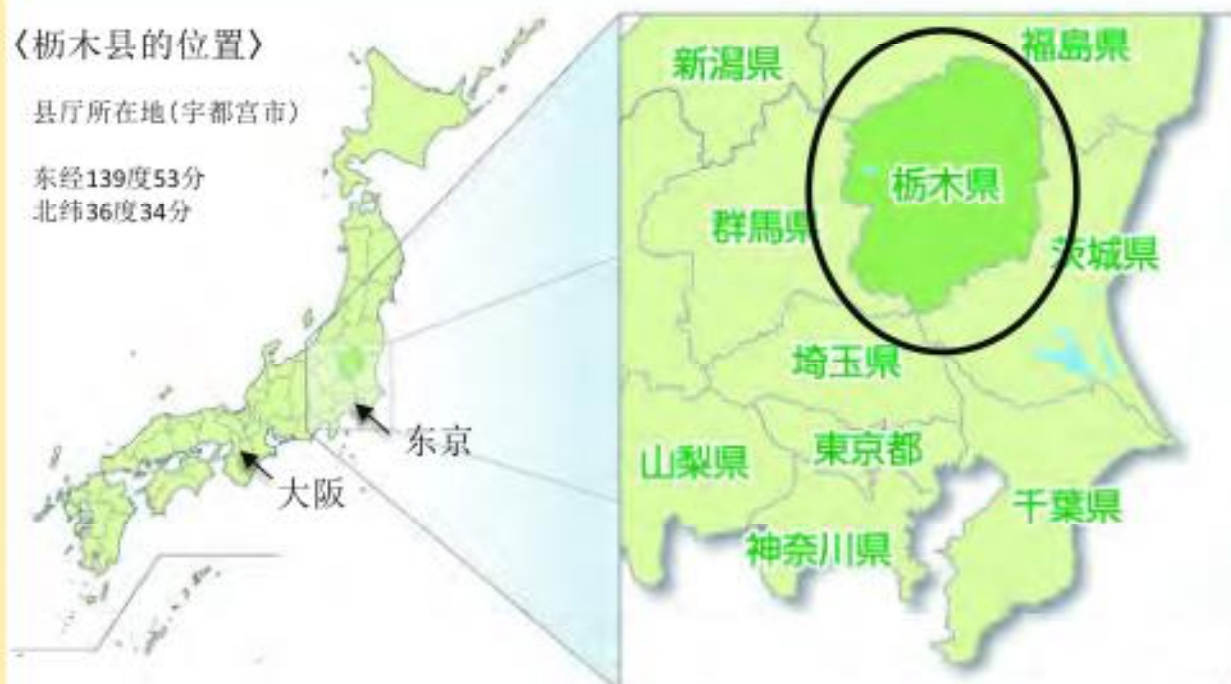 〈枥木县的位置〉
县厅所在地(宇都宫市)
东经139度53分
北纬36度34分
东京
大阪
新潟県
福島県
栃木県
群馬県
茨城県
埼玉県
東京都
山梨県
千葉県
神奈川県